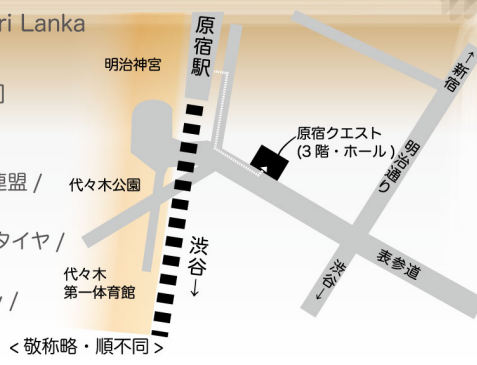 ri Lanka
原宿駅
明治神宮
↑新宿
原宿クエスト
(3 階・ホール)
明治通り
連盟 /
代々木公園
タイヤ /
渋谷↓
表参道
代々木
第一体育館
渋谷↓
/
< 敬称略・順不同 >